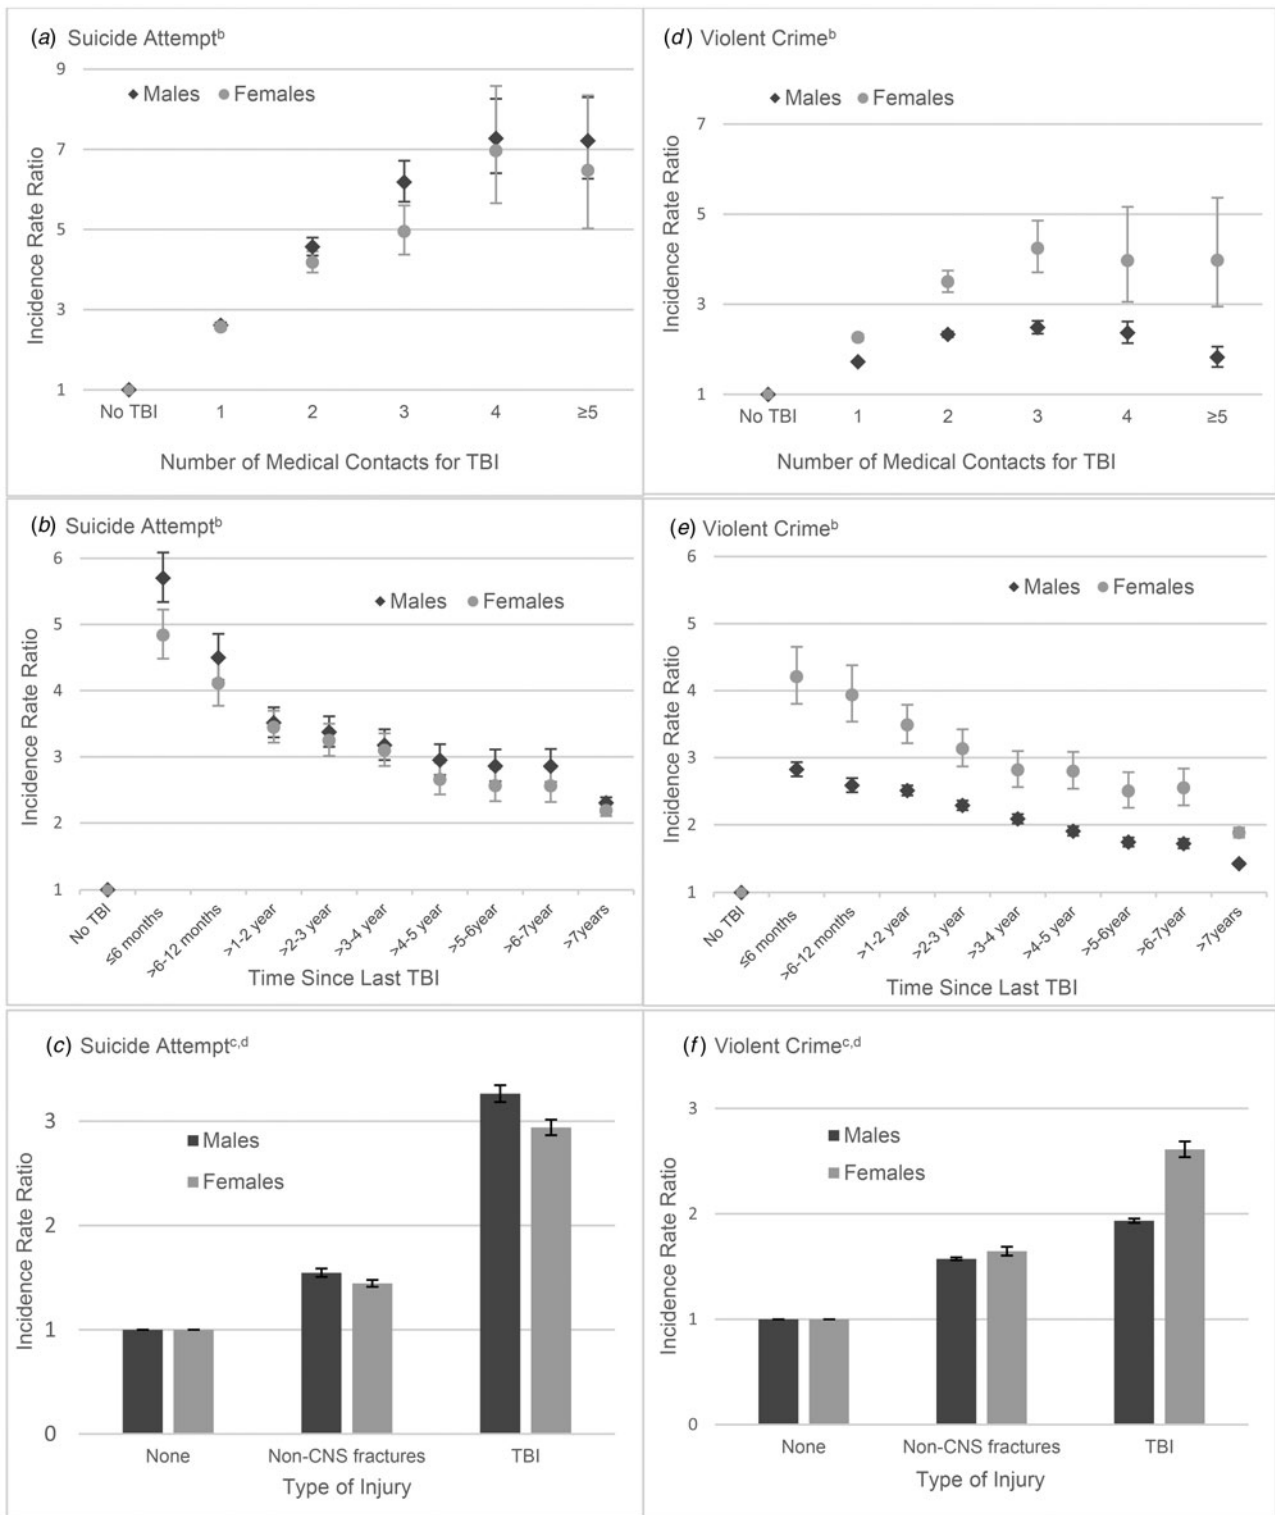 (a) Suicide Attemptᵇ
9
Males Females
7
5
3
1
Incidence Rate Ratio
No TBI 1 2 3 4 ≥5
Number of Medical Contacts for TBI
(d) Violent Crimeᵇ
Males Females
7
5
3
1
Incidence Rate Ratio
No TBI 1 2 3 4 ≥5
Number of Medical Contacts for TBI
(b) Suicide Attemptᵇ
6
Males Females
5
4
3
2
1
Incidence Rate Ratio
No TBI ≤6 months >6-12 months >1-2 year >2-3 year >3-4 year >4-5 year >5-6year >6-7year >7years
Time Since Last TBI
(e) Violent Crimeᵇ
6
Males Females
5
4
3
2
1
Incidence Rate Ratio
No TBI ≤6 months >6-12 months >1-2 year >2-3 year >3-4 year >4-5 year >5-6year >6-7year >7years
Time Since Last TBI
(c) Suicide Attemptᶜ,ᵈ
3
Males
Females
2
1
0
Incidence Rate Ratio
None Non-CNS fractures TBI
Type of Injury
(f) Violent Crimeᶜ,ᵈ
3
Males
Females
2
1
0
Incidence Rate Ratio
None Non-CNS fractures TBI
Type of Injury